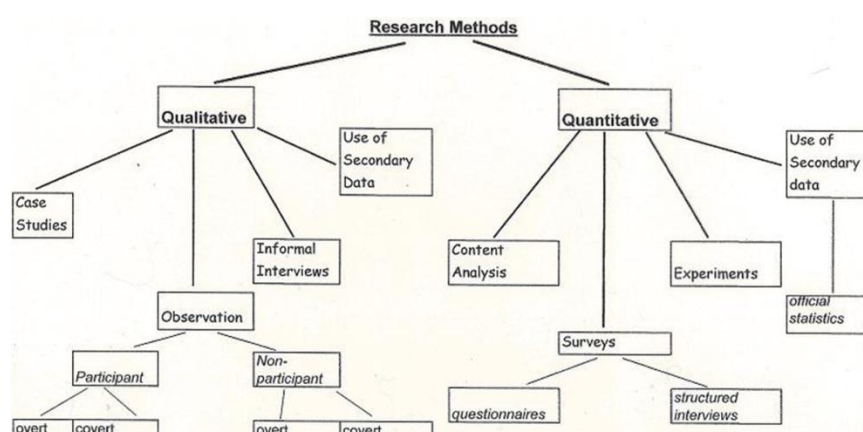 Research Methods
Qualitative
Quantitative
Use of
Secondary
Data
Use of
Secondary
data
Case
Studies
Informal
Interviews
Content
Analysis
Experiments
Observation
official
statistics
Surveys
Participant
Non-
participant
questionnaires
structured
interviews
overt
covert
overt
covert